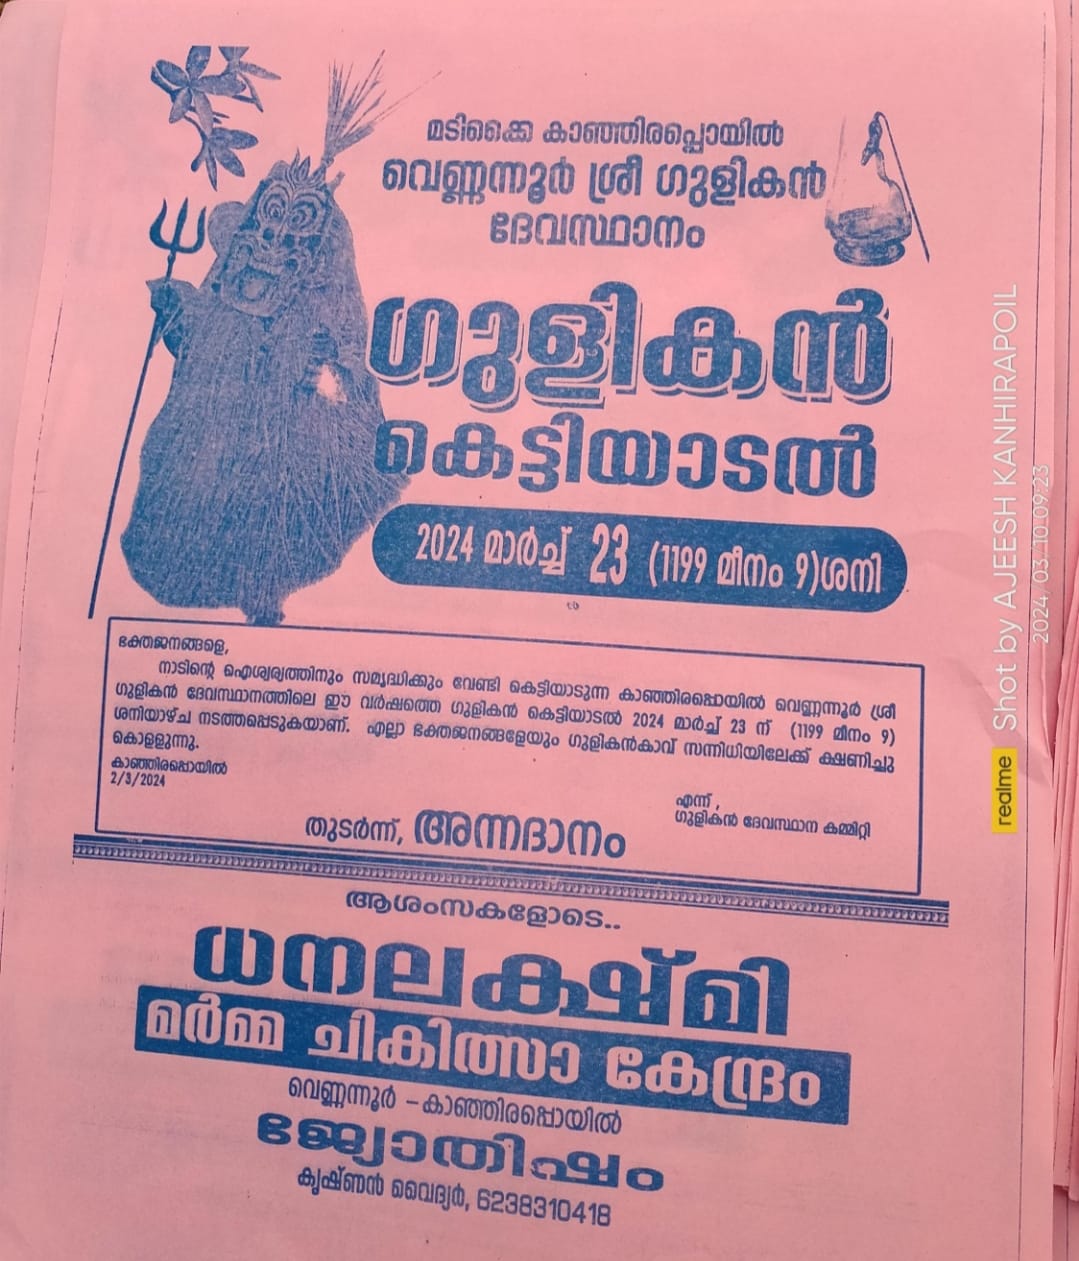 മടിക്കൈ കാഞ്ഞിരപ്പൊയിൽ
വെണ്ണന്നൂർ ശ്രീ ഗുളികൻ
ദേവസ്ഥാനം
ഗുളികൻ
കെട്ടിയാടൽ
2024 മാർച്ച് 23 (1199 മീനം 9)ശനി
ഭക്തജനങ്ങളെ,
നാടിന്റെ ഐശ്വര്യത്തിനും സമൃദ്ധിക്കും വേണ്ടി കെട്ടിയാടുന്ന കാഞ്ഞിരപ്പൊയിൽ വെണ്ണന്നൂർ ശ്രീ
ഗുളികൻ ദേവസ്ഥാനത്തിലെ ഈ വർഷത്തെ ഗുളികൻ കെട്ടിയാടൽ 2024 മാർച്ച് 23 ന് (1199 മീനം 9)
ശനിയാഴ്ച നടത്തപ്പെടുകയാണ്. എല്ലാ ഭക്തജനങ്ങളേയും ഗുളികൻകാവ് സന്നിധിയിലേക്ക് ക്ഷണിച്ചു
കൊള്ളുന്നു.
കാഞ്ഞിരപ്പൊയിൽ
2/3/2024
എന്ന്,
ഗുളികൻ ദേവസ്ഥാന കമ്മിറ്റി
തുടർന്ന്, അന്നദാനം
ആശംസകളോടെ..
ധനലക്ഷ്മി
മർമ്മ ചികിത്സാ കേന്ദ്രം
വെണ്ണന്നൂർ - കാഞ്ഞിരപ്പൊയിൽ
ജ്യോതിഷം
കൃഷ്ണൻ വൈദ്യർ, 6238310418
realme Shot by AJEESH KANHIRAPOIL
2024/03/10 09:23